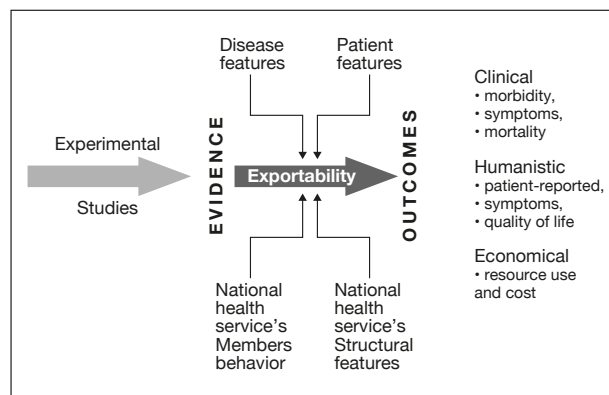 Disease
features
Patient
features
Experimental
Studies
EVIDENCE
Exportability
OUTCOMES
National
health
service's
Members
behavior
National
health
service's
Structural
features
Clinical
• morbidity,
• symptoms,
• mortality
Humanistic
• patient-reported,
• symptoms,
• quality of life
Economical
• resource use
and cost